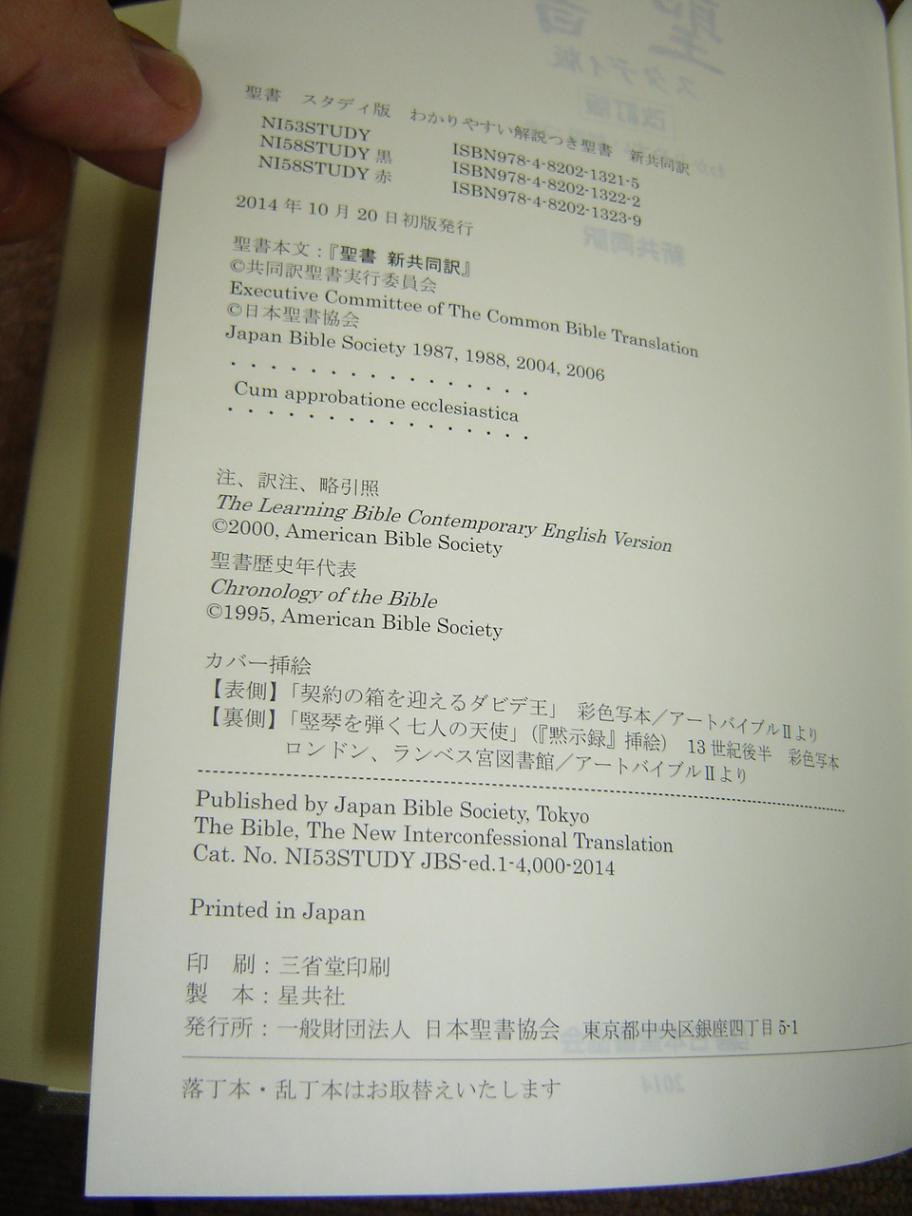 聖書　スタディ版　わかりやすい解説つき聖書　新共同訳
NI53STUDY　ISBN978-4-8202-1321-5
NI58STUDY 黒　ISBN978-4-8202-1322-2
NI58STUDY 赤　ISBN978-4-8202-1323-9
2014 年 10 月 20 日初版発行
聖書本文：『聖書 新共同訳』
©共同訳聖書実行委員会
Executive Committee of The Common Bible Translation
©日本聖書協会
Japan Bible Society 1987, 1988, 2004, 2006
・・・・・・・・・・・・・・・・
Cum approbatione ecclesiastica
・・・・・・・・・・・・・・・・
注、訳注、略引照
The Learning Bible Contemporary English Version
©2000, American Bible Society
聖書歴史年代表
Chronology of the Bible
©1995, American Bible Society
カバー挿絵
【表側】「契約の箱を迎えるダビデ王」　彩色写本／アートバイブルⅡより
【裏側】「竪琴を弾く七人の天使」（『黙示録』挿絵）　13 世紀後半　彩色写本
ロンドン、ランベス宮図書館／アートバイブルⅡより
Published by Japan Bible Society, Tokyo
The Bible, The New Interconfessional Translation
Cat. No. NI53STUDY JBS-ed.1-4,000-2014
Printed in Japan
印　刷：三省堂印刷
製　本：星共社
発行所：一般財団法人 日本聖書協会　東京都中央区銀座四丁目 5-1
落丁本・乱丁本はお取替えいたします